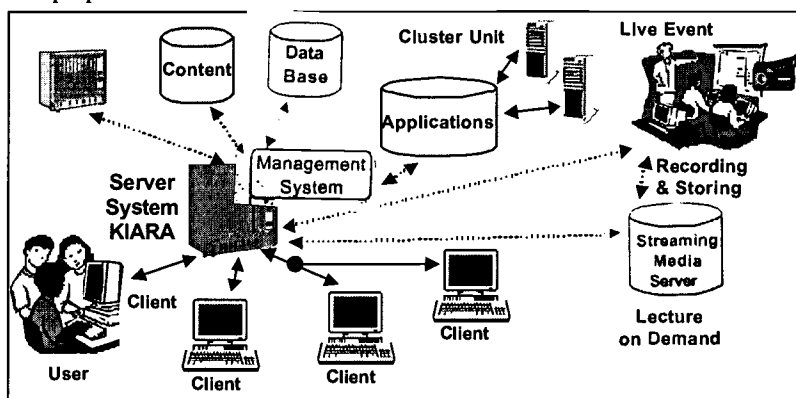 Content
Data
Base
Cluster Unit
Live Event
Applications
Management
System
Server
System
KIARA
Recording
& Storing
Streaming
Media
Server
Client
Client
Client
Client
User
Lecture
on Demand